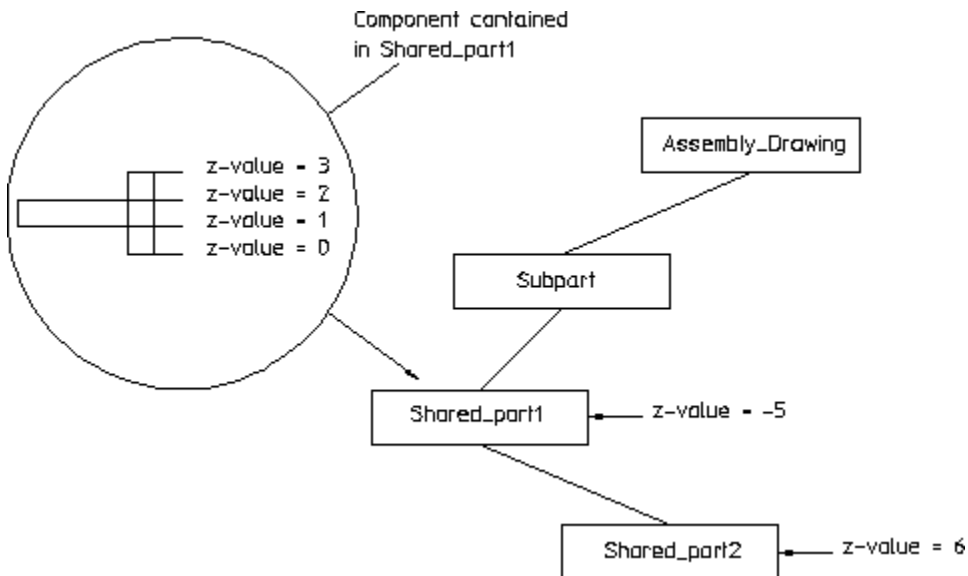 Component cantained
in Shared_part1
Assembly_Drawing
z-value = 3
z-value = 2
z-value = 1
z-value = 0
Subpart
Shared_part1
z-value = -5
Shared_part2
z-value = 6